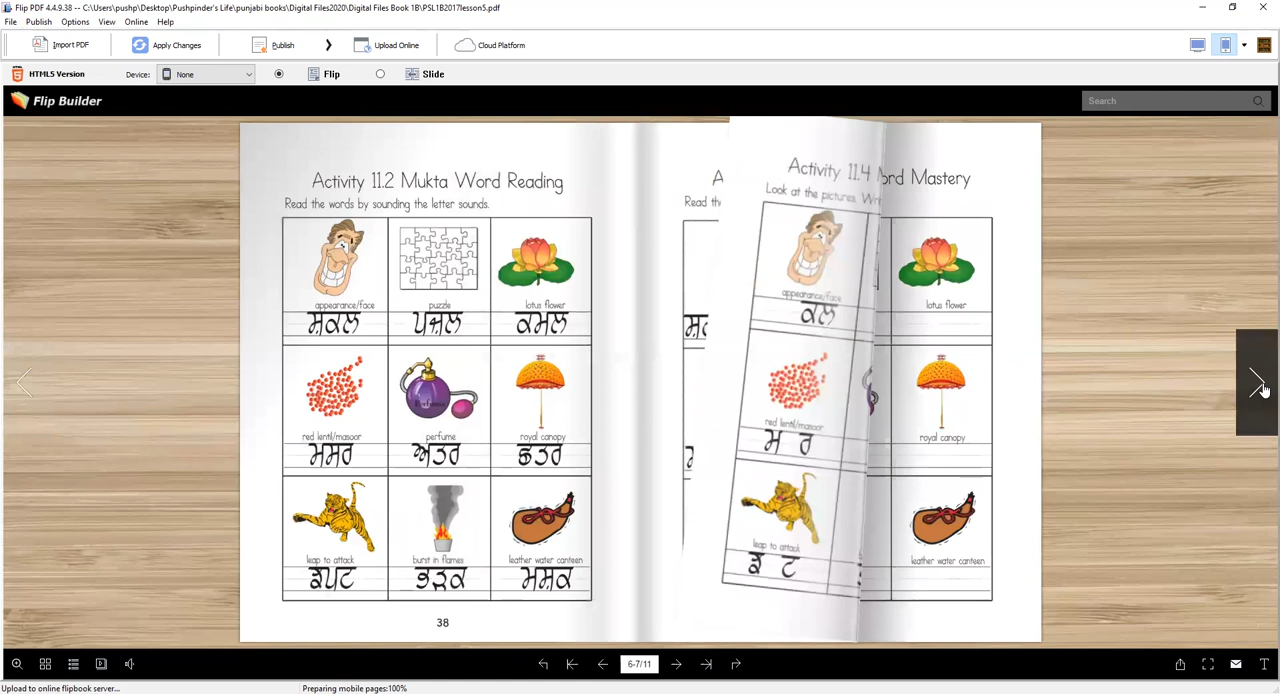 Flip PDF 4.4.9.38 -- C:\Users\pushp\Desktop\Pushpinder's Life\punjabi books\Digital Files2020\Digital Files Book 1B\PSL1B2017lesson5.pdf
File Publish Options View Online Help
Import PDF Apply Changes Publish Upload Online Cloud Platform
HTML5 Version Device: None Flip Slide
Flip Builder Search
Activity 11.2 Mukta Word Reading
Read the words by sounding the letter sounds.
appearance/face puzzle lotus flower
ਸ਼ਕਲ ਪਜ਼ਲ ਕਮਲ
red lentil/masoor perfume royal canopy
ਮਸਰ ਅਤਰ ਛਤਰ
leap to attack burst in flames leather water canteen
ਡਪਟ ਭੜਕ ਮਸ਼ਕ
38
A
Read th
Activity 11.4
Look at the pictures. Wri
appearance/face
ਕਲ
red lentil/masoor
ਮ ਰ
leap to attack
ਡ ਟ
ord Mastery
lotus flower
royal canopy
leather water canteen
6-7/11
Upload to online flipbook server... Preparing mobile pages:100%